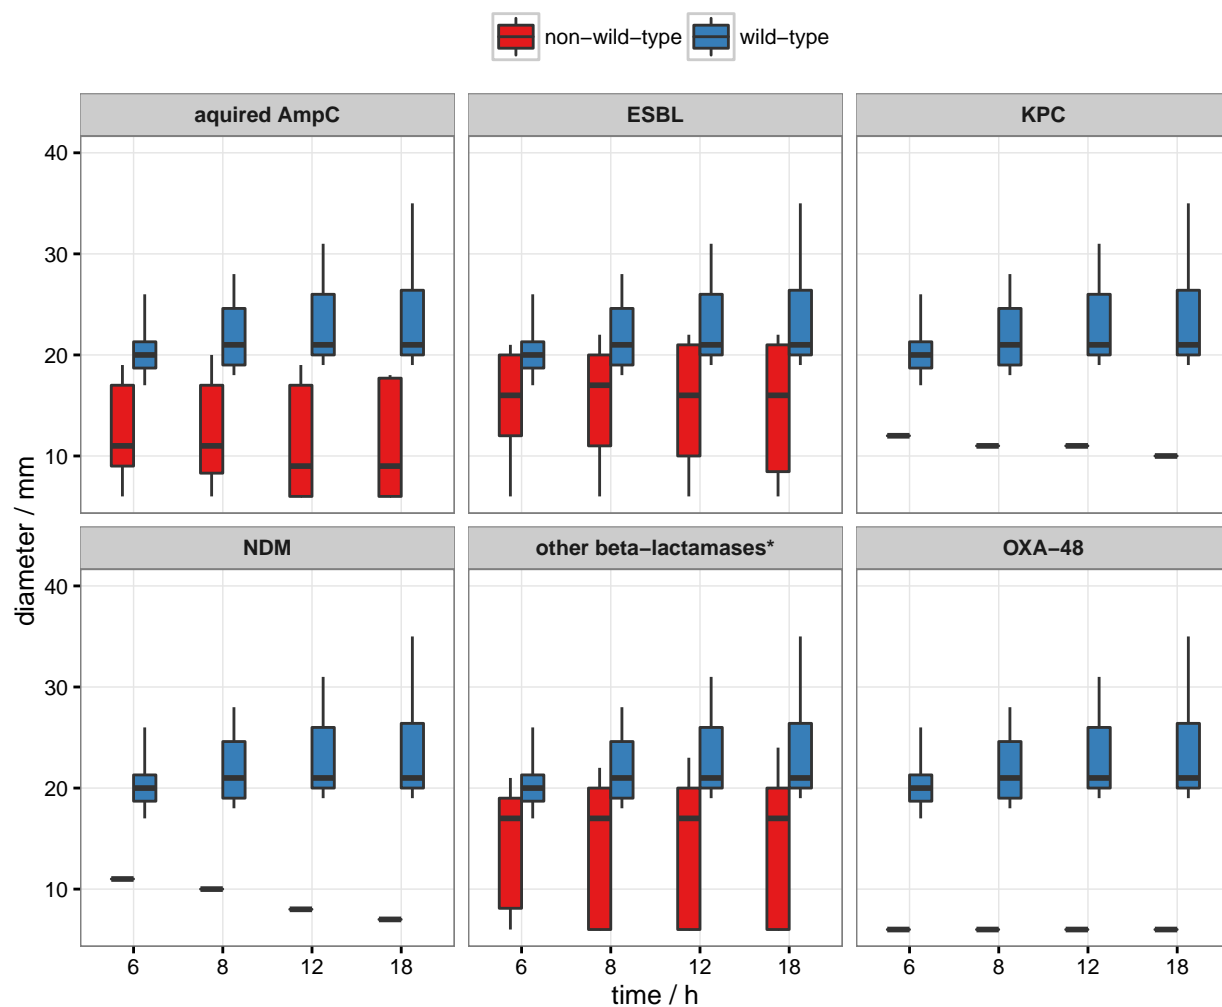 non−wild−type wild−type
aquired AmpC ESBL KPC
40
30
20
10
NDM other beta−lactamases* OXA−48
40
30
20
10
diameter / mm
6 8 12 18 6 8 12 18 6 8 12 18
time / h